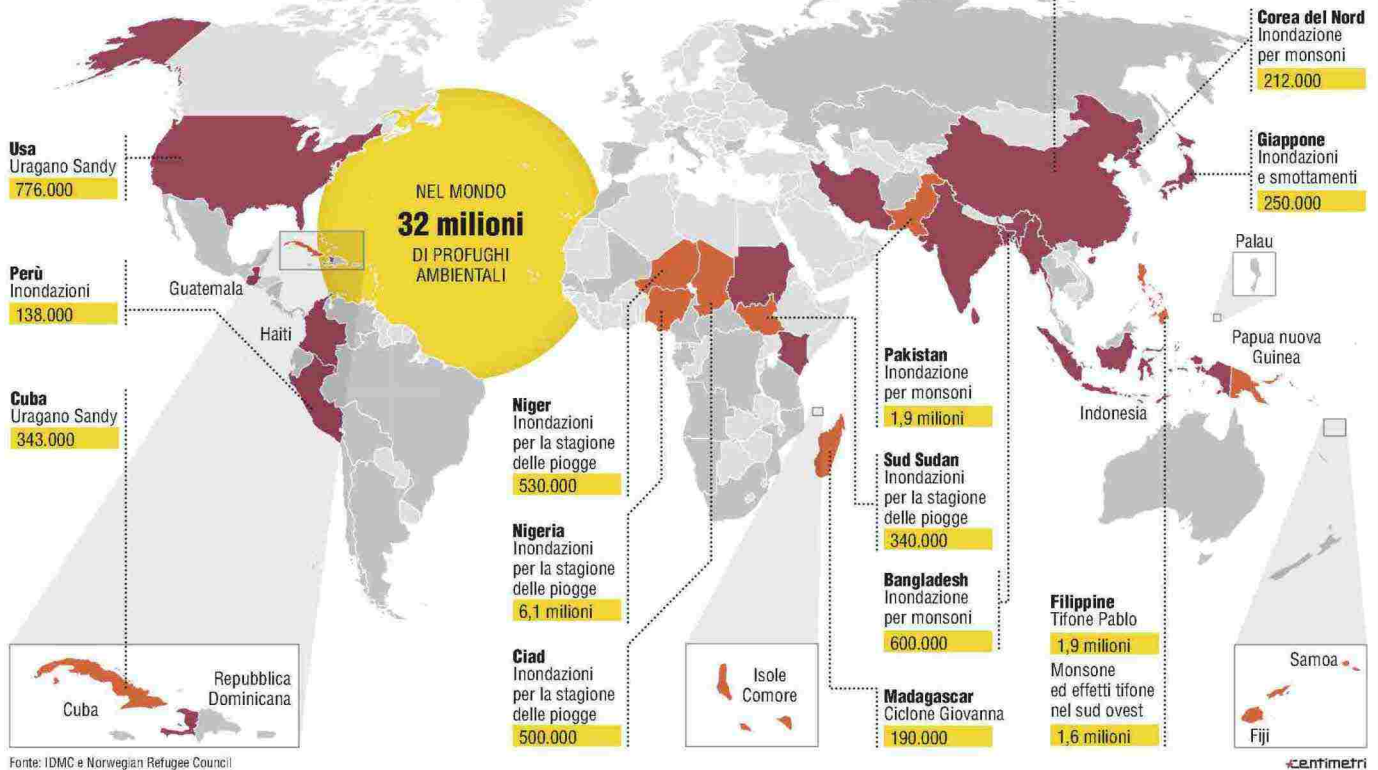 Usa
Uragano Sandy
776.000
Perù
Inondazioni
138.000
Cuba
Uragano Sandy
343.000
Guatemala
Haiti
NEL MONDO
32 milioni
DI PROFUGHI
AMBIENTALI
Niger
Inondazioni
per la stagione
delle piogge
530.000
Nigeria
Inondazioni
per la stagione
delle piogge
6,1 milioni
Ciad
Inondazioni
per la stagione
delle piogge
500.000
Pakistan
Inondazione
per monsoni
1,9 milioni
Sud Sudan
Inondazioni
per la stagione
delle piogge
340.000
Bangladesh
Inondazione
per monsoni
600.000
Madagascar
Ciclone Giovanna
190.000
Corea del Nord
Inondazione
per monsoni
212.000
Giappone
Inondazioni
e smottamenti
250.000
Palau
Papua nuova
Guinea
Indonesia
Filippine
Tifone Pablo
1,9 milioni
Monsone
ed effetti tifone
nel sud ovest
1,6 milioni
Cuba
Repubblica
Dominicana
Isole
Comore
Samoa
Fiji
Fonte: IDMC e Norwegian Refugee Council
centimetri